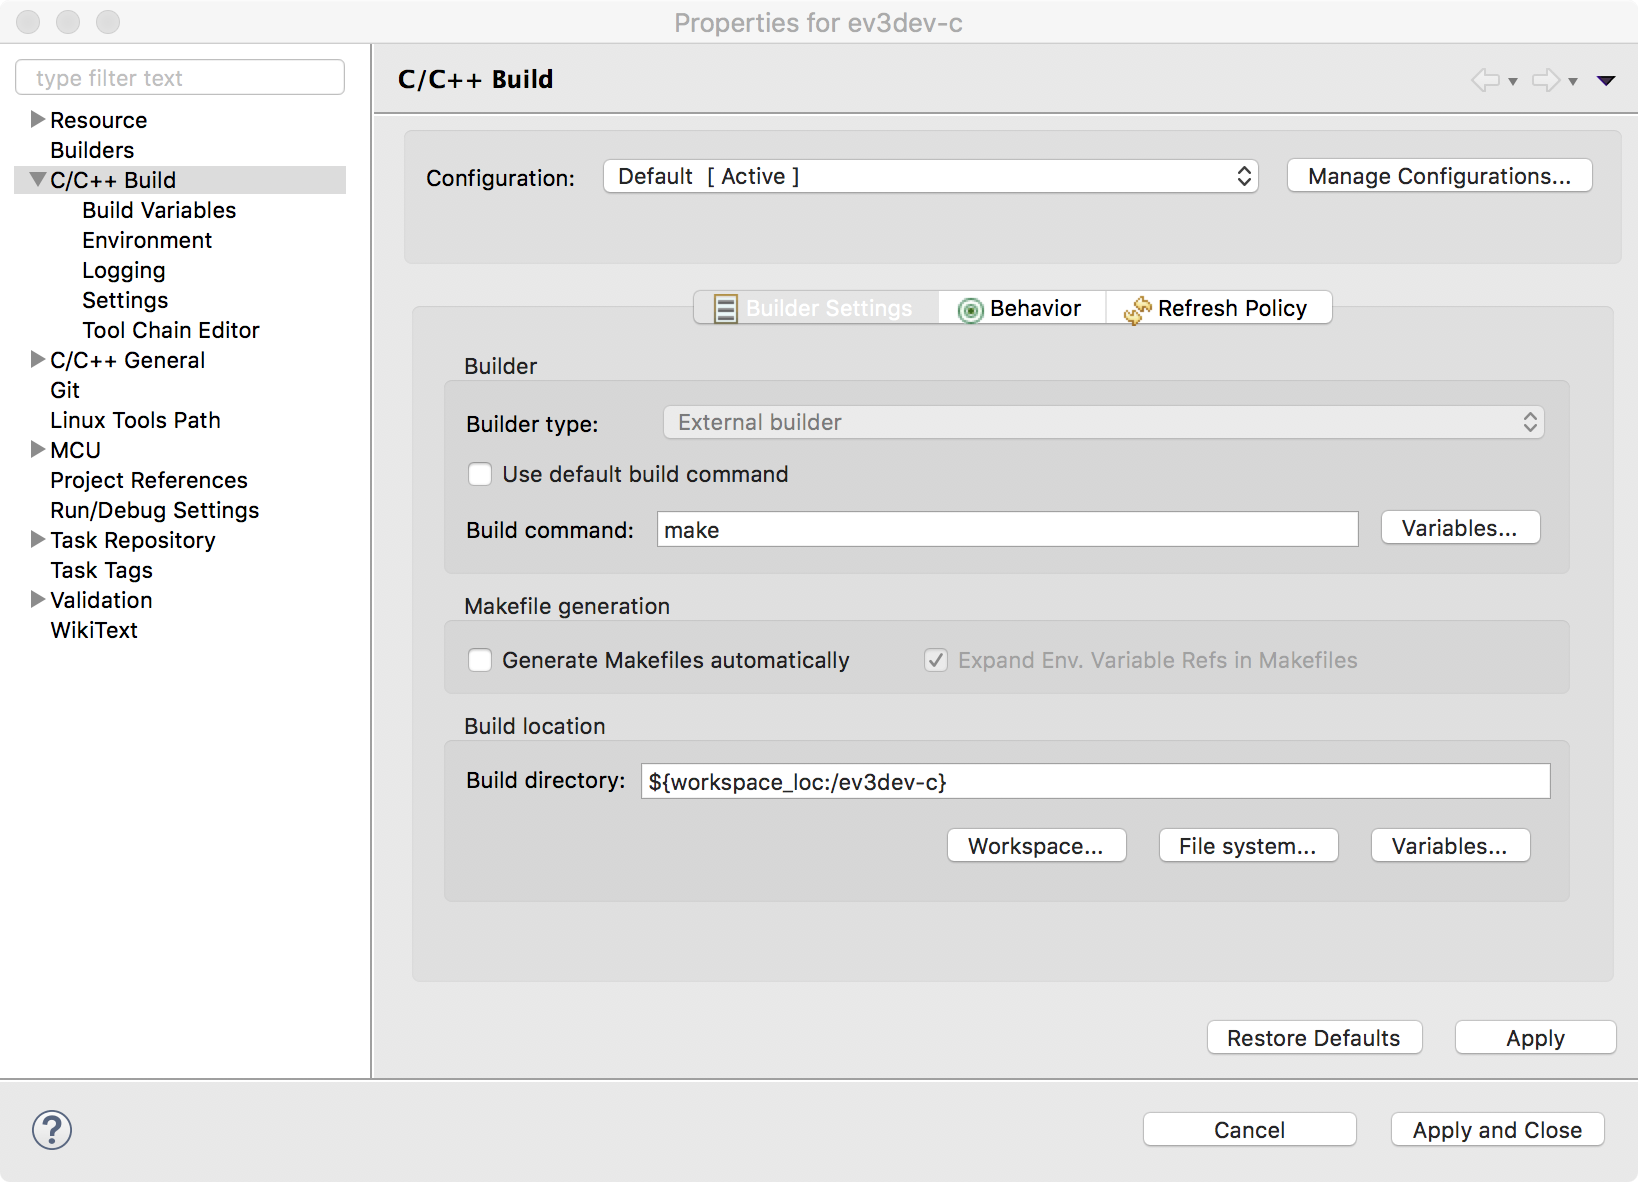 Properties for ev3dev-c
type filter text
Resource
Builders
C/C++ Build
Build Variables
Environment
Logging
Settings
Tool Chain Editor
C/C++ General
Git
Linux Tools Path
MCU
Project References
Run/Debug Settings
Task Repository
Task Tags
Validation
WikiText
C/C++ Build
Configuration: Default [ Active ] Manage Configurations...
Builder Settings Behavior Refresh Policy
Builder
Builder type: External builder
Use default build command
Build command: make Variables...
Makefile generation
Generate Makefiles automatically Expand Env. Variable Refs in Makefiles
Build location
Build directory: ${workspace_loc:/ev3dev-c}
Workspace... File system... Variables...
Restore Defaults Apply
? Cancel Apply and Close